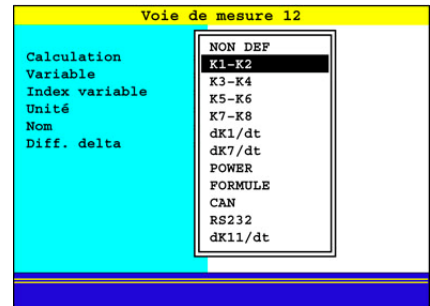 Voie de mesure 12
Calculation
Variable
Index variable
Unité
Nom
Diff. delta
NON DEF
K1-K2
K3-K4
K5-K6
K7-K8
dK1/dt
dK7/dt
POWER
FORMULE
CAN
RS232
dK11/dt